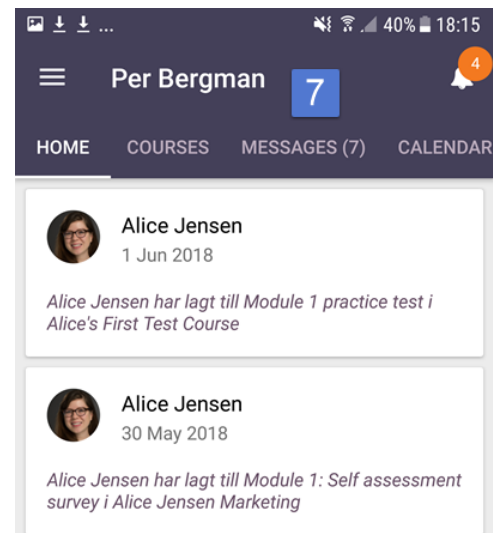 ... 40% 18:15
Per Bergman 7 4
HOME COURSES MESSAGES (7) CALENDAR
Alice Jensen
1 Jun 2018
Alice Jensen har lagt till Module 1 practice test i
Alice's First Test Course
Alice Jensen
30 May 2018
Alice Jensen har lagt till Module 1: Self assessment
survey i Alice Jensen Marketing